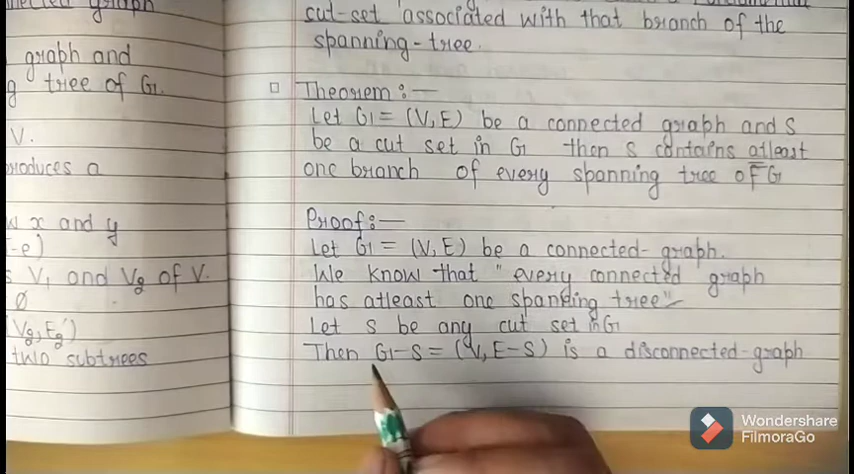 graph and
tree of G.
V.
produces a
x and y
-e)
V1 and V2 of V.
Ø
V2, E2')
two subtrees
cut-set associated with that branch of the
spanning-tree.
Theorem :—
Let G = (V, E) be a connected graph and S
be a cut set in G then S contains atleast
one branch of every spanning tree of G
Proof :—
Let G = (V, E) be a connected-graph.
We know that "every connected graph
has atleast one spanning tree"
Let S be any cut set in G
Then G-S = (V, E-S) is a disconnected-graph
Wondershare
FilmoraGo